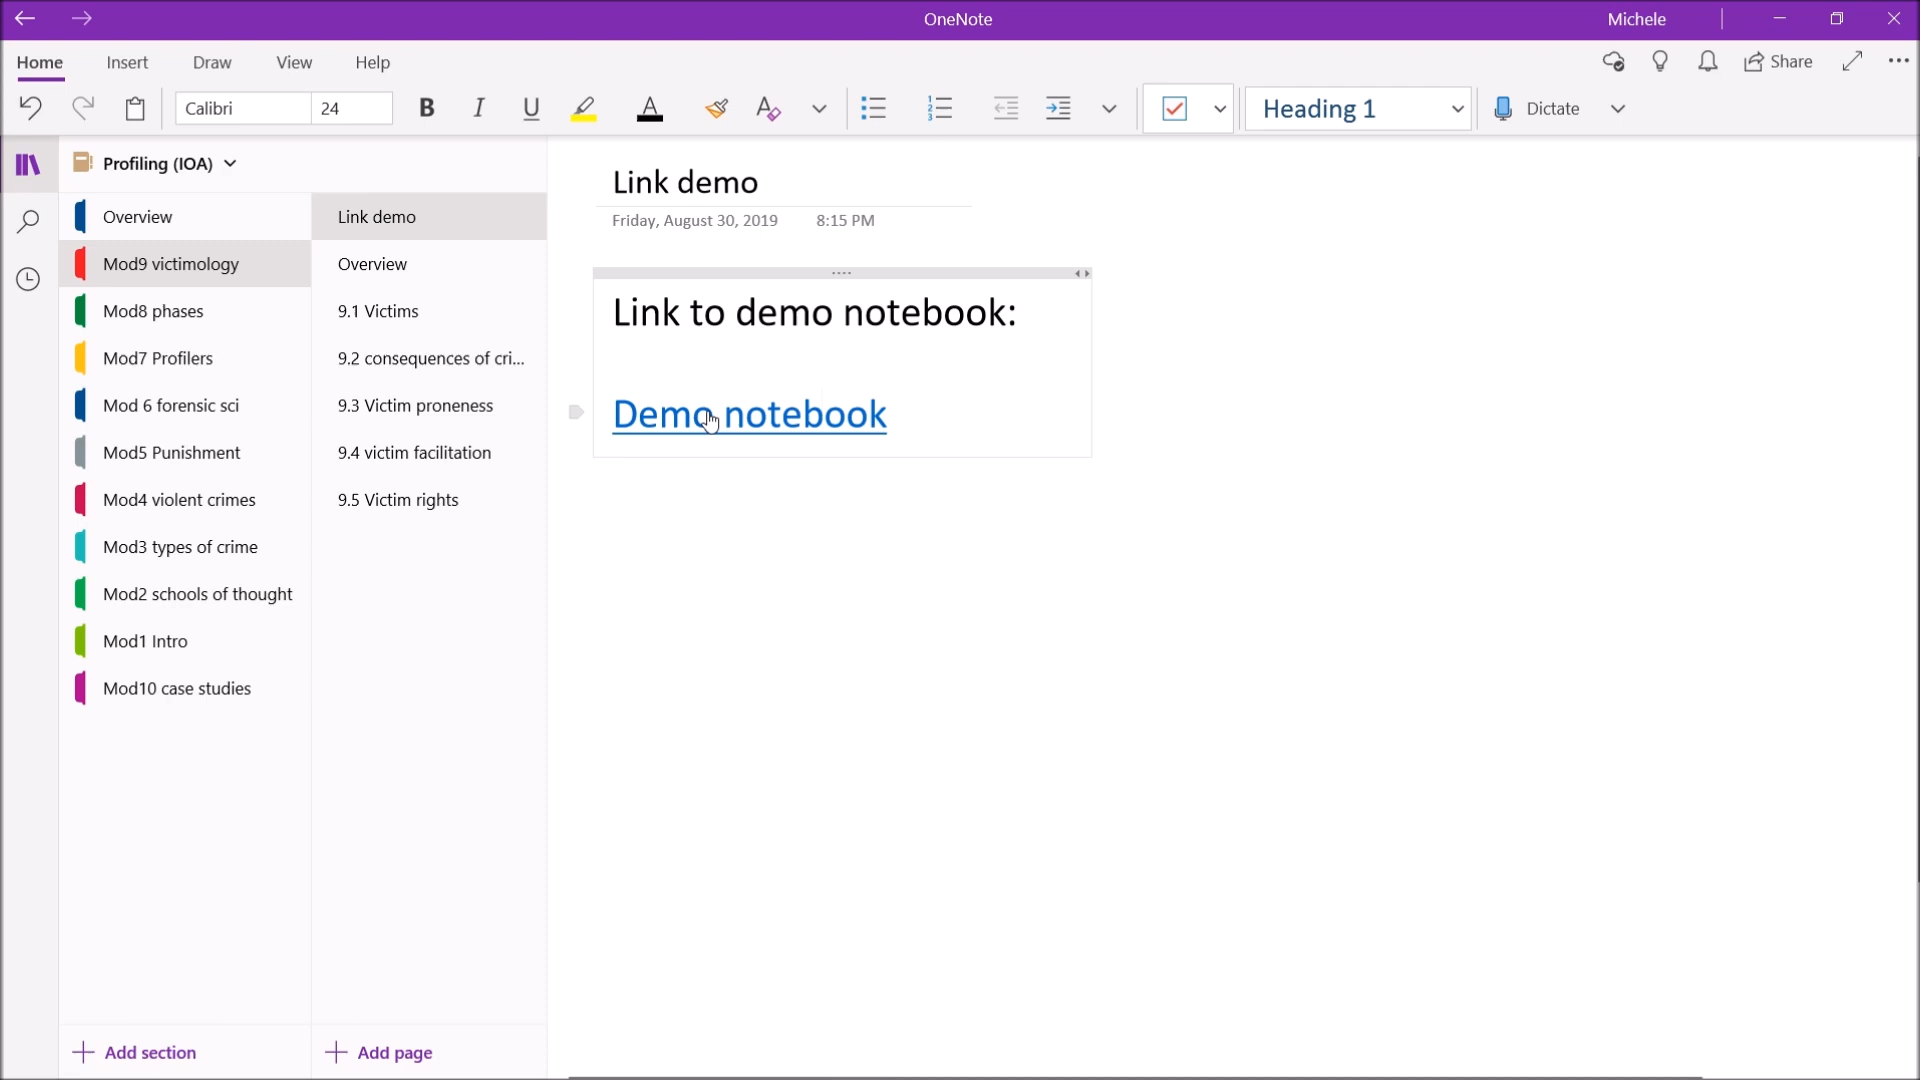 OneNote
Michele
Home Insert Draw View Help
Share
Calibri 24
Heading 1
Dictate
Profiling (IOA)
Overview
Mod9 victimology
Mod8 phases
Mod7 Profilers
Mod 6 forensic sci
Mod5 Punishment
Mod4 violent crimes
Mod3 types of crime
Mod2 schools of thought
Mod1 Intro
Mod10 case studies
Add section
Link demo
Overview
9.1 Victims
9.2 consequences of cri...
9.3 Victim proneness
9.4 victim facilitation
9.5 Victim rights
Add page
Link demo
Friday, August 30, 2019 8:15 PM
Link to demo notebook:
Demo notebook